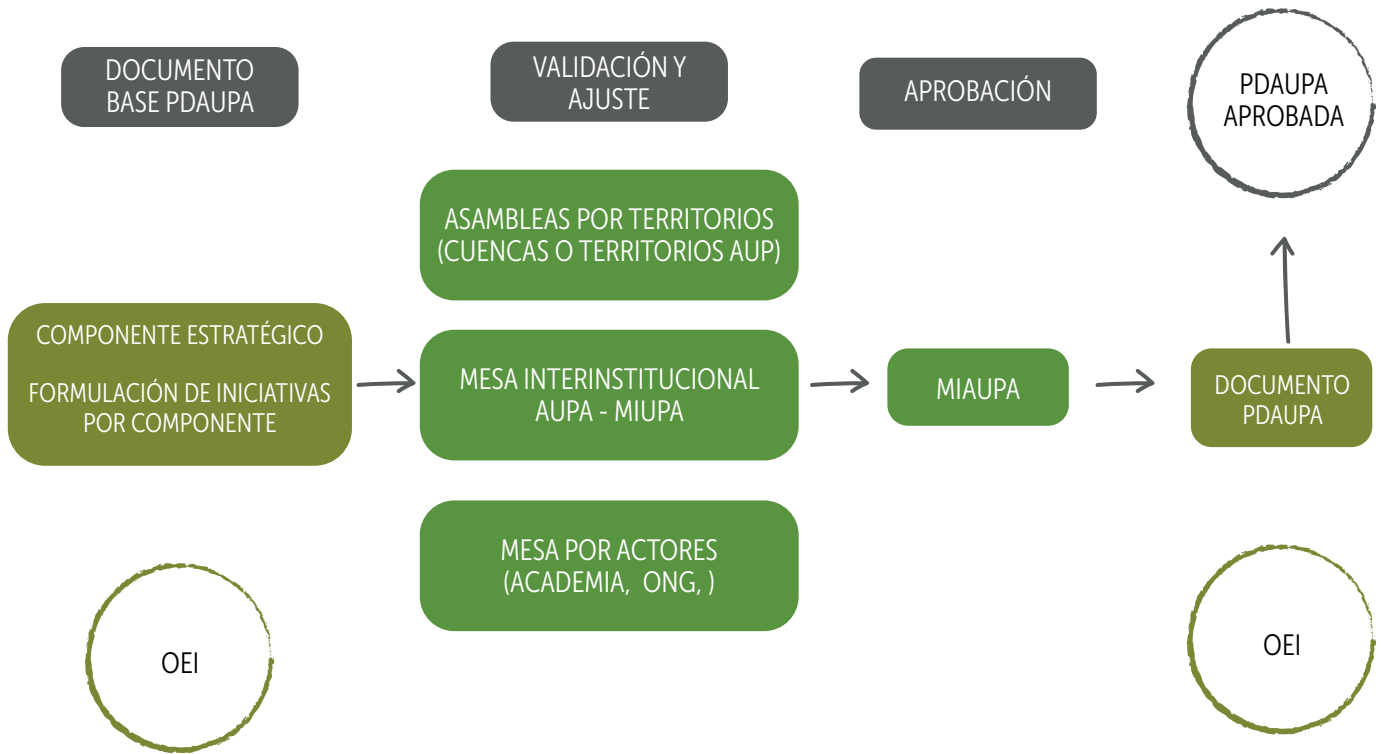 DOCUMENTO
BASE PDAUPA
VALIDACIÓN Y
AJUSTE
APROBACIÓN
PDAUPA
APROBADA
ASAMBLEAS POR TERRITORIOS
(CUENCAS O TERRITORIOS AUP)
COMPONENTE ESTRATÉGICO
FORMULACIÓN DE INICIATIVAS
POR COMPONENTE
MESA INTERINSTITUCIONAL
AUPA - MIUPA
MIAUPA
DOCUMENTO
PDAUPA
MESA POR ACTORES
(ACADEMIA, ONG, )
OEI
OEI